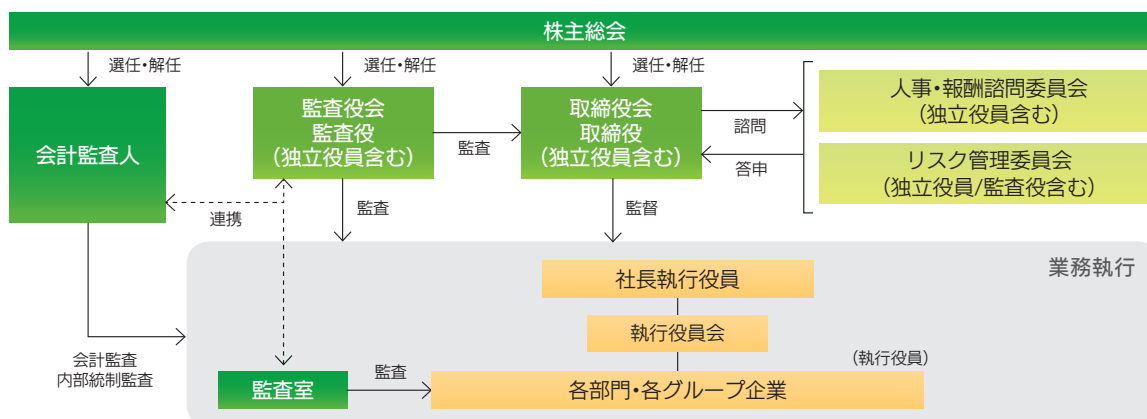 株主総会
選任・解任
選任・解任
選任・解任
会計監査人
監査役会
監査役
(独立役員含む)
監査
取締役会
取締役
(独立役員含む)
諮問
答申
人事・報酬諮問委員会
(独立役員含む)
リスク管理委員会
(独立役員/監査役含む)
連携
監査
監督
業務執行
社長執行役員
執行役員会
(執行役員)
会計監査
内部統制監査
監査室
監査
各部門・各グループ企業